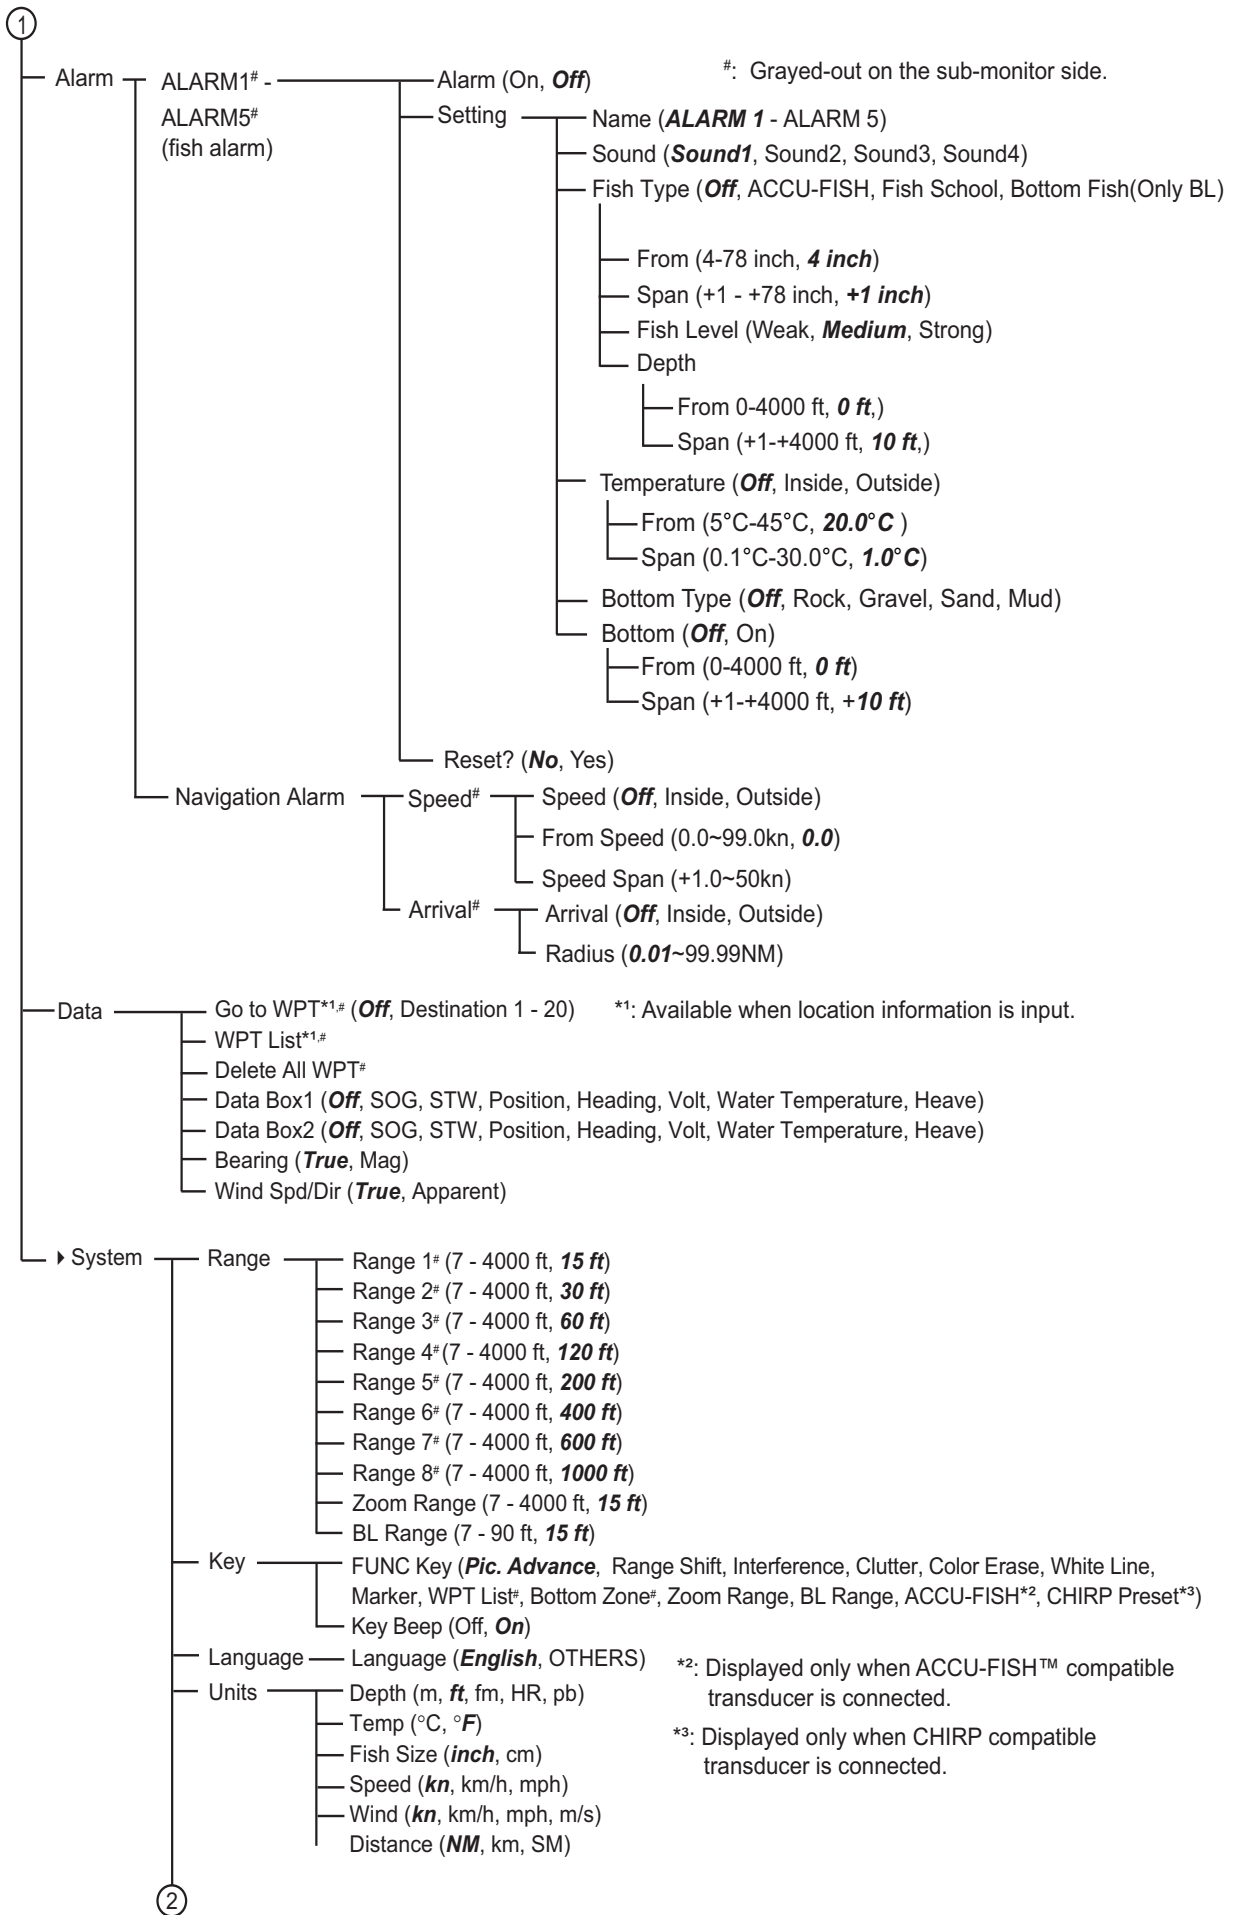 1
Alarm ALARM1# - Alarm (On, Off) #: Grayed-out on the sub-monitor side.
ALARM5# Setting Name (ALARM 1 - ALARM 5)
(fish alarm) Sound (Sound1, Sound2, Sound3, Sound4)
Fish Type (Off, ACCU-FISH, Fish School, Bottom Fish(Only BL)
From (4-78 inch, 4 inch)
Span (+1 - +78 inch, +1 inch)
Fish Level (Weak, Medium, Strong)
Depth
From 0-4000 ft, 0 ft,)
Span (+1-+4000 ft, 10 ft,)
Temperature (Off, Inside, Outside)
From (5°C-45°C, 20.0°C )
Span (0.1°C-30.0°C, 1.0°C)
Bottom Type (Off, Rock, Gravel, Sand, Mud)
Bottom (Off, On)
From (0-4000 ft, 0 ft)
Span (+1-+4000 ft, +10 ft)
Reset? (No, Yes)
Navigation Alarm Speed# Speed (Off, Inside, Outside)
From Speed (0.0~99.0kn, 0.0)
Speed Span (+1.0~50kn)
Arrival# Arrival (Off, Inside, Outside)
Radius (0.01~99.99NM)
Data Go to WPT*1,# (Off, Destination 1 - 20) *1: Available when location information is input.
WPT List*1,#
Delete All WPT#
Data Box1 (Off, SOG, STW, Position, Heading, Volt, Water Temperature, Heave)
Data Box2 (Off, SOG, STW, Position, Heading, Volt, Water Temperature, Heave)
Bearing (True, Mag)
Wind Spd/Dir (True, Apparent)
System Range Range 1# (7 - 4000 ft, 15 ft)
Range 2# (7 - 4000 ft, 30 ft)
Range 3# (7 - 4000 ft, 60 ft)
Range 4# (7 - 4000 ft, 120 ft)
Range 5# (7 - 4000 ft, 200 ft)
Range 6# (7 - 4000 ft, 400 ft)
Range 7# (7 - 4000 ft, 600 ft)
Range 8# (7 - 4000 ft, 1000 ft)
Zoom Range (7 - 4000 ft, 15 ft)
BL Range (7 - 90 ft, 15 ft)
Key FUNC Key (Pic. Advance, Range Shift, Interference, Clutter, Color Erase, White Line,
Marker, WPT List#, Bottom Zone#, Zoom Range, BL Range, ACCU-FISH*2, CHIRP Preset*3)
Key Beep (Off, On)
Language Language (English, OTHERS) *2: Displayed only when ACCU-FISH™ compatible
transducer is connected.
Units Depth (m, ft, fm, HR, pb)
Temp (°C, °F) *3: Displayed only when CHIRP compatible
transducer is connected.
Fish Size (inch, cm)
Speed (kn, km/h, mph)
Wind (kn, km/h, mph, m/s)
Distance (NM, km, SM)
2